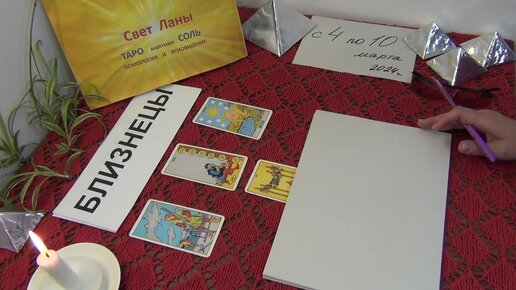 Свет Ланы
ТАРО маятник СОЛЬ
психология и ясновидение
с 4 по 10
марта
2024г.
БЛИЗНЕЦЫ